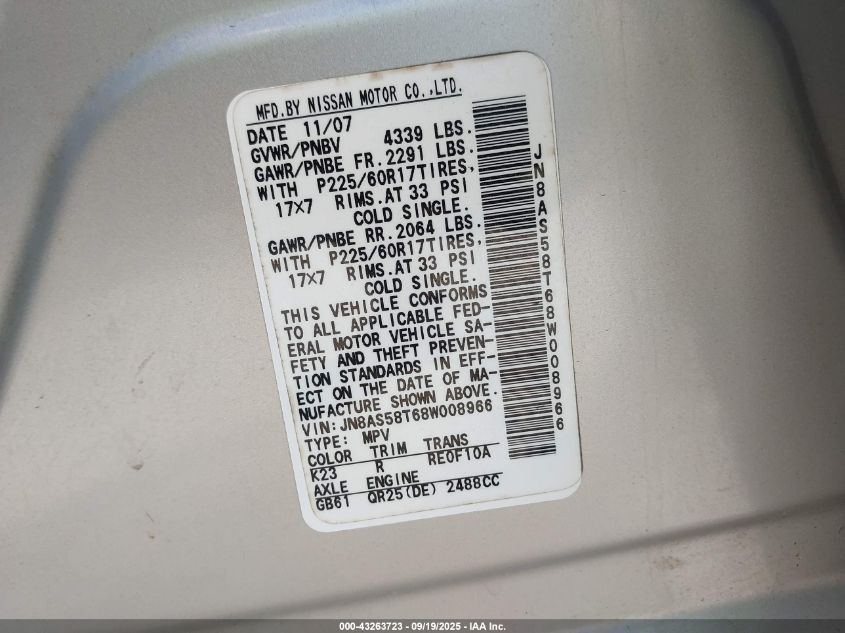 MFD.BY NISSAN MOTOR CO.,LTD.
DATE 11/07
GVWR/PNBV 4339 LBS.
GAWR/PNBE FR.2291 LBS.
WITH P225/60R17TIRES,
17X7 RIMS.AT 33 PSI
COLD SINGLE.
GAWR/PNBE RR.2064 LBS.
WITH P225/60R17TIRES,
17X7 RIMS.AT 33 PSI
COLD SINGLE.
THIS VEHICLE CONFORMS
TO ALL APPLICABLE FED-
ERAL MOTOR VEHICLE SA-
FETY AND THEFT PREVEN-
TION STANDARDS IN EFF-
ECT ON THE DATE OF MA-
NUFACTURE SHOWN ABOVE.
VIN:JN8AS58T68W008966
TYPE: MPV
COLOR TRIM TRANS
K23 R RE0F10A
AXLE ENGINE
GB61 QR25(DE) 2488CC
JN8AS58T68W008966
000-43263723 - 09/19/2025 - IAA Inc.